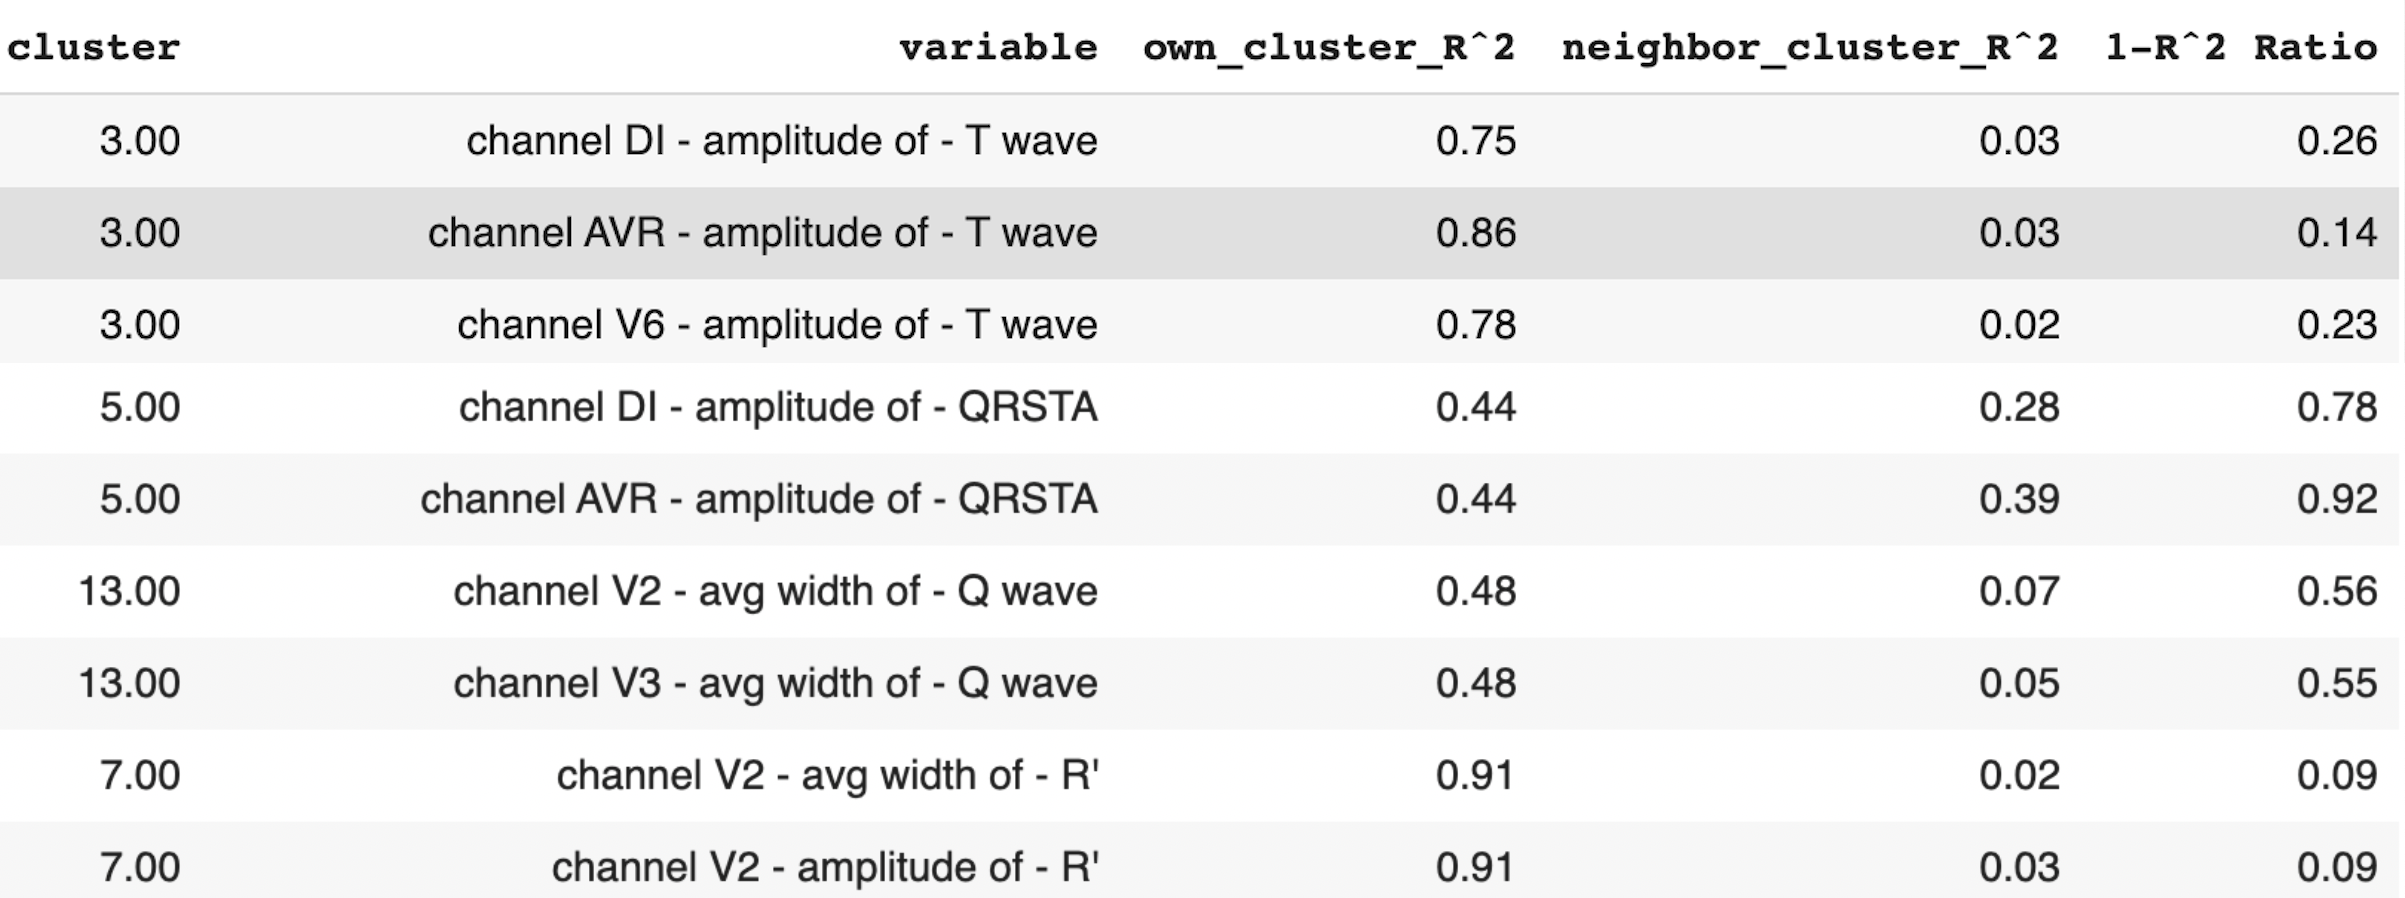 cluster variable own_cluster_R^2 neighbor_cluster_R^2 1-R^2 Ratio
3.00 channel DI - amplitude of - T wave 0.75 0.03 0.26
3.00 channel AVR - amplitude of - T wave 0.86 0.03 0.14
3.00 channel V6 - amplitude of - T wave 0.78 0.02 0.23
5.00 channel DI - amplitude of - QRSTA 0.44 0.28 0.78
5.00 channel AVR - amplitude of - QRSTA 0.44 0.39 0.92
13.00 channel V2 - avg width of - Q wave 0.48 0.07 0.56
13.00 channel V3 - avg width of - Q wave 0.48 0.05 0.55
7.00 channel V2 - avg width of - R' 0.91 0.02 0.09
7.00 channel V2 - amplitude of - R' 0.91 0.03 0.09